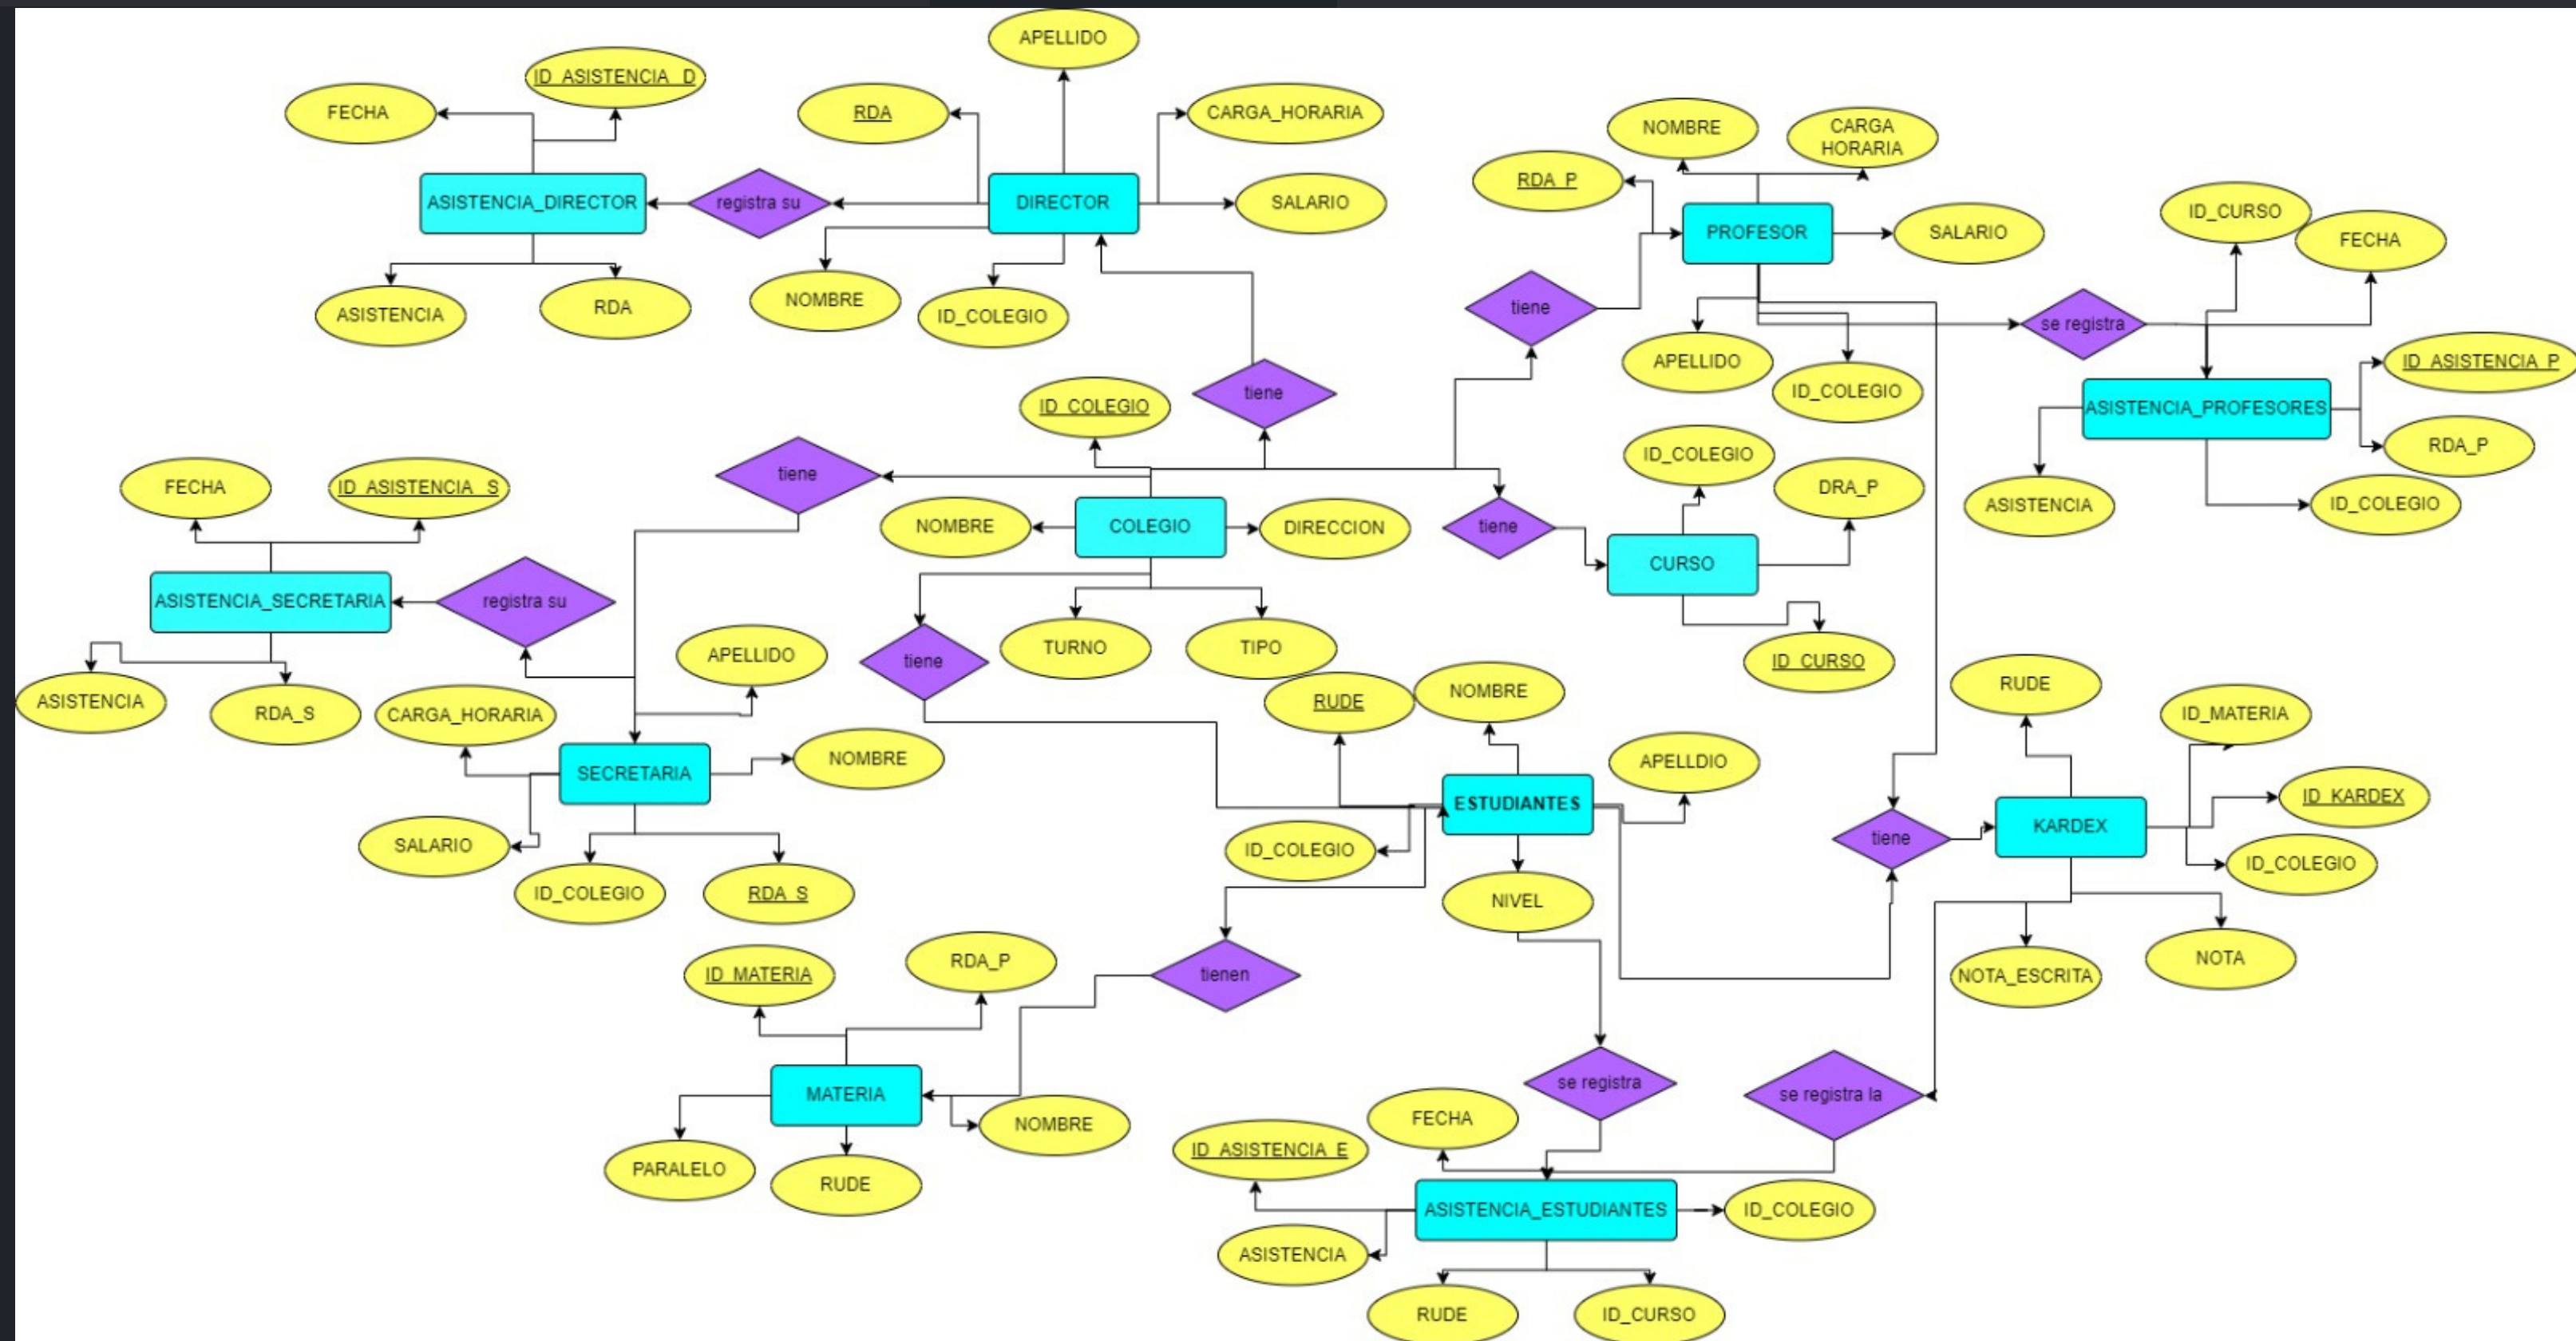 APELLIDO
ID_ASISTENCIA_D
FECHA
RDA
CARGA_HORARIA
NOMBRE
CARGA
HORARIA
RDA_P
ASISTENCIA_DIRECTOR
registra su
DIRECTOR
SALARIO
PROFESOR
SALARIO
ID_CURSO
FECHA
ASISTENCIA
RDA
NOMBRE
ID_COLEGIO
tiene
se registra
APELLIDO
ID_COLEGIO
ID_ASISTENCIA_P
tiene
ID_COLEGIO
ASISTENCIA_PROFESORES
RDA_P
ASISTENCIA
ID_COLEGIO
tiene
FECHA
ID_ASISTENCIA_S
NOMBRE
COLEGIO
DIRECCION
tiene
ID_COLEGIO
DRA_P
CURSO
ID_CURSO
ASISTENCIA_SECRETARIA
registra su
tiene
TURNO
TIPO
ASISTENCIA
RDA_S
CARGA_HORARIA
APELLIDO
RUDE
NOMBRE
RUDE
ID_MATERIA
SECRETARIA
NOMBRE
APELLDIO
ESTUDIANTES
ID_KARDEX
tiene
KARDEX
SALARIO
ID_COLEGIO
ID_COLEGIO
ID_COLEGIO
RDA_S
NIVEL
ID_MATERIA
RDA_P
tienen
NOTA_ESCRITA
NOTA
MATERIA
se registra
se registra la
NOMBRE
FECHA
ID_ASISTENCIA_E
PARALELO
RUDE
ASISTENCIA_ESTUDIANTES
ID_COLEGIO
ASISTENCIA
RUDE
ID_CURSO